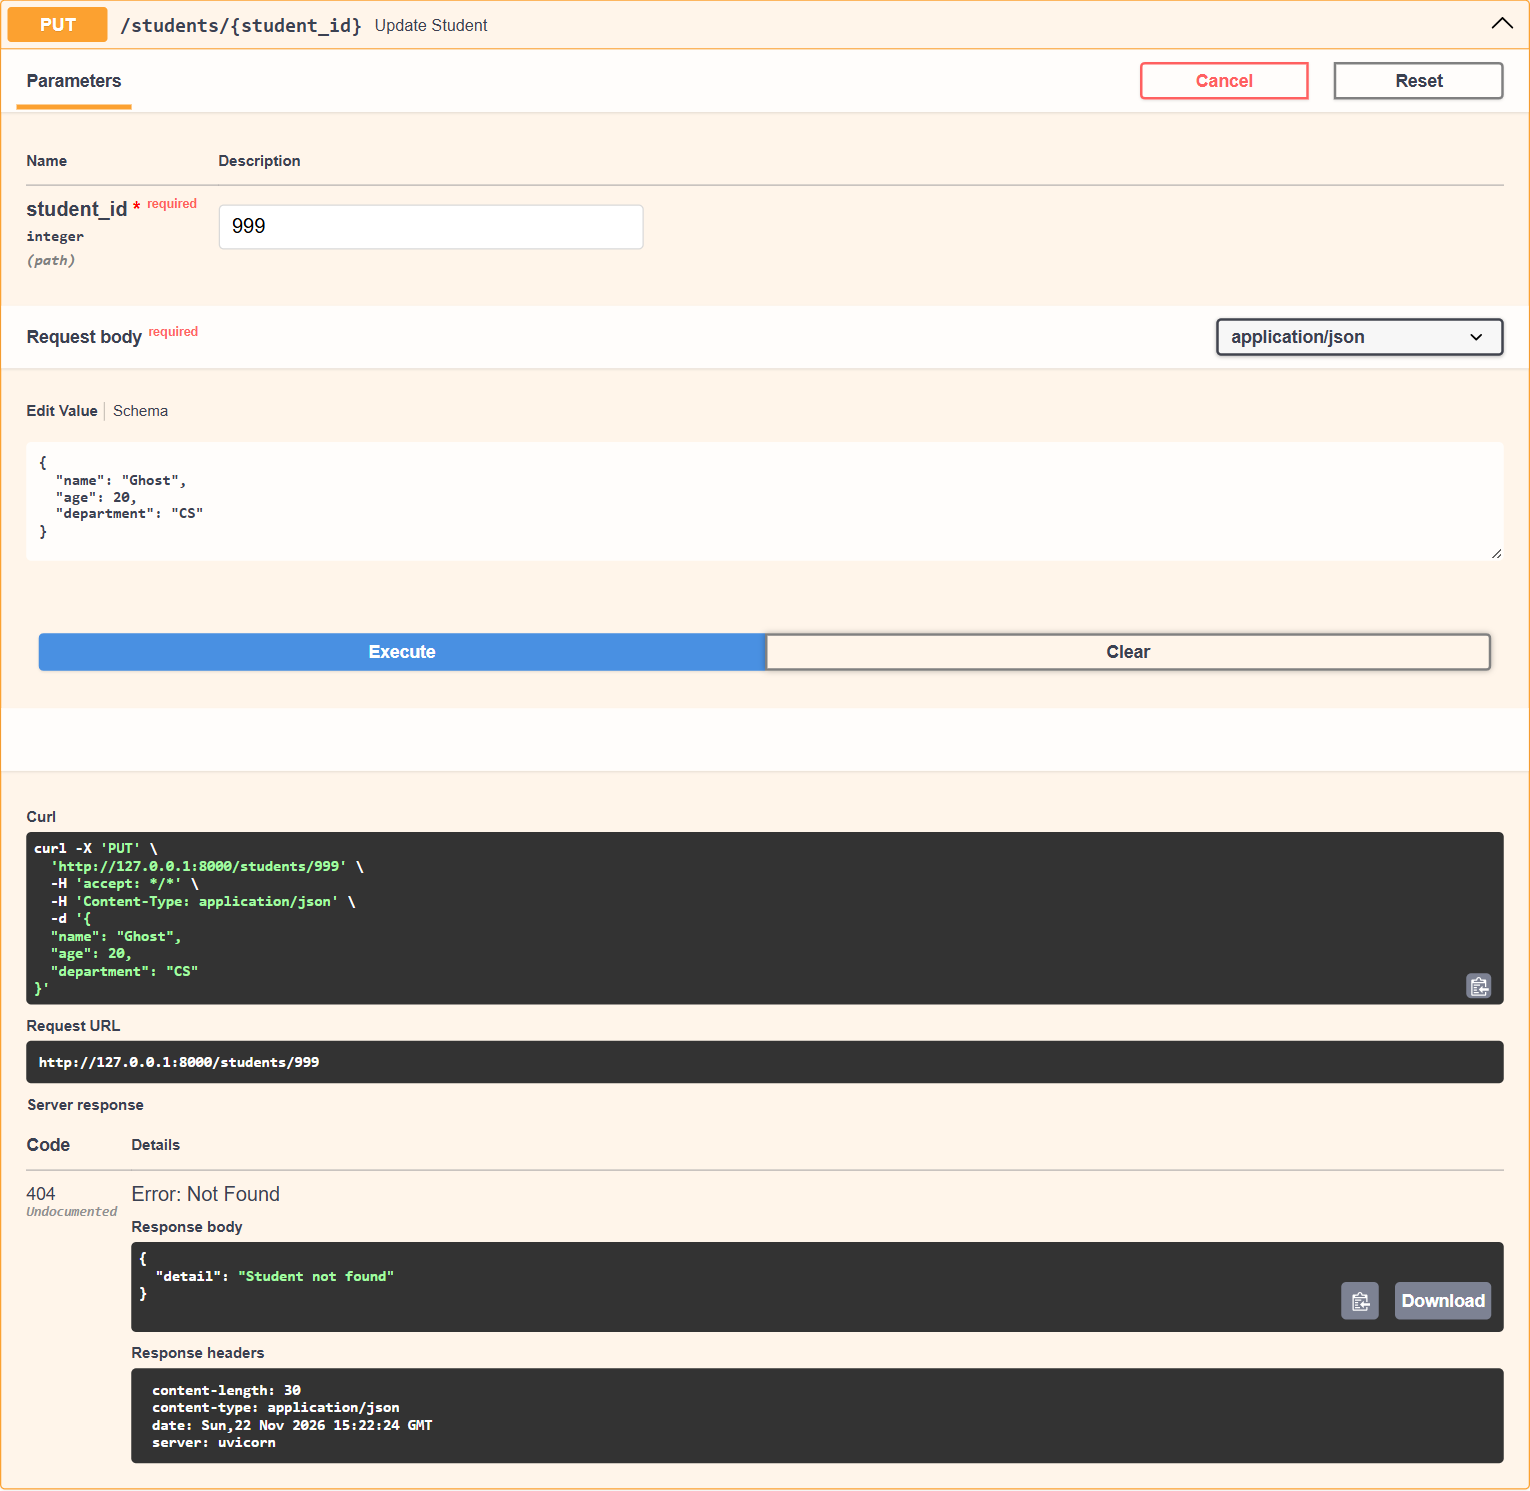 PUT /students/{student_id} Update Student
Parameters Cancel Reset
Name Description
student_id * required 999
integer
(path)
Request body required application/json
Edit Value Schema
{
  "name": "Ghost",
  "age": 20,
  "department": "CS"
}
Execute Clear
Curl
curl -X 'PUT' \
  'http://127.0.0.1:8000/students/999' \
  -H 'accept: */*' \
  -H 'Content-Type: application/json' \
  -d '{
  "name": "Ghost",
  "age": 20,
  "department": "CS"
}'
Request URL
http://127.0.0.1:8000/students/999
Server response
Code Details
404 Error: Not Found
Undocumented
Response body
{
  "detail": "Student not found"
}
Download
Response headers
content-length: 30
content-type: application/json
date: Sun,22 Nov 2026 15:22:24 GMT
server: uvicorn